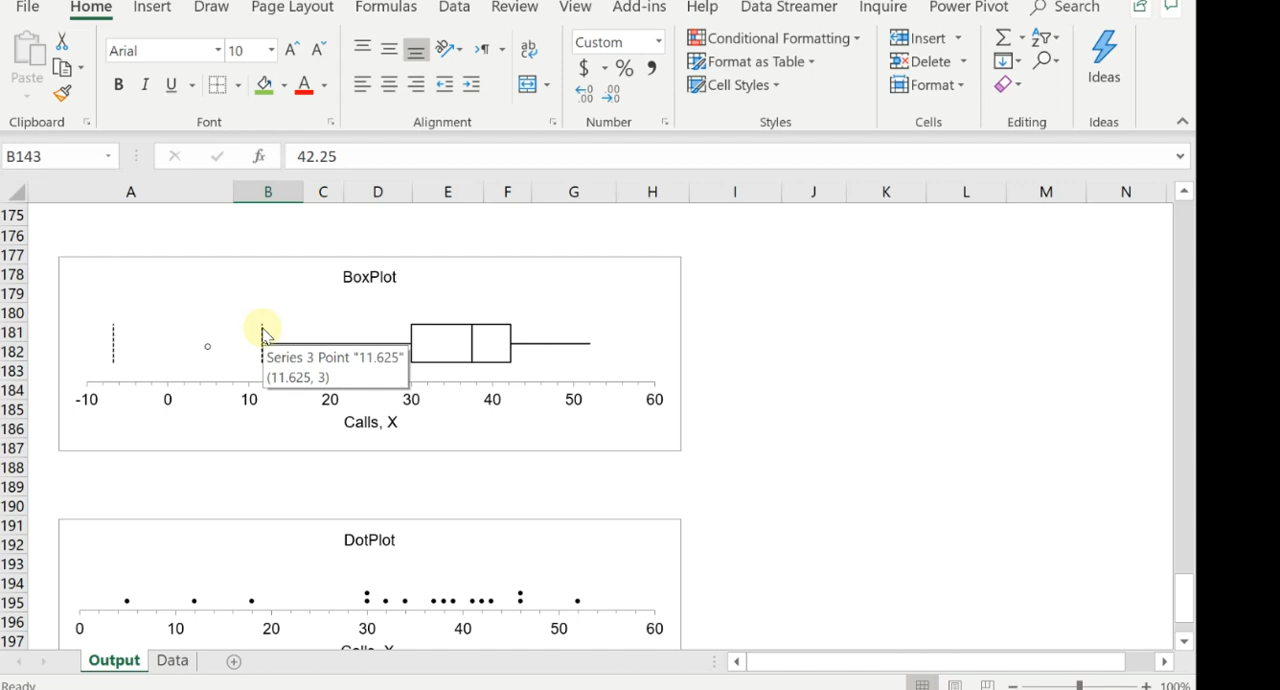 File Home Insert Draw Page Layout Formulas Data Review View Add-ins Help Data Streamer Inquire Power Pivot Search
Paste
Arial 10
B I U
Custom
$ % ,
Conditional Formatting
Format as Table
Cell Styles
Insert
Delete
Format
Ideas
Clipboard Font Alignment Number Styles Cells Editing Ideas
B143 fx 42.25
A B C D E F G H I J K L M N
175
176
177
178
179
180
181
182
183
184
185
186
187
188
189
190
191
192
193
194
195
196
197
BoxPlot
Series 3 Point "11.625"
(11.625, 3)
-10 0 10 20 30 40 50 60
Calls, X
DotPlot
0 10 20 30 40 50 60
Calls, X
Output Data
Ready 100%